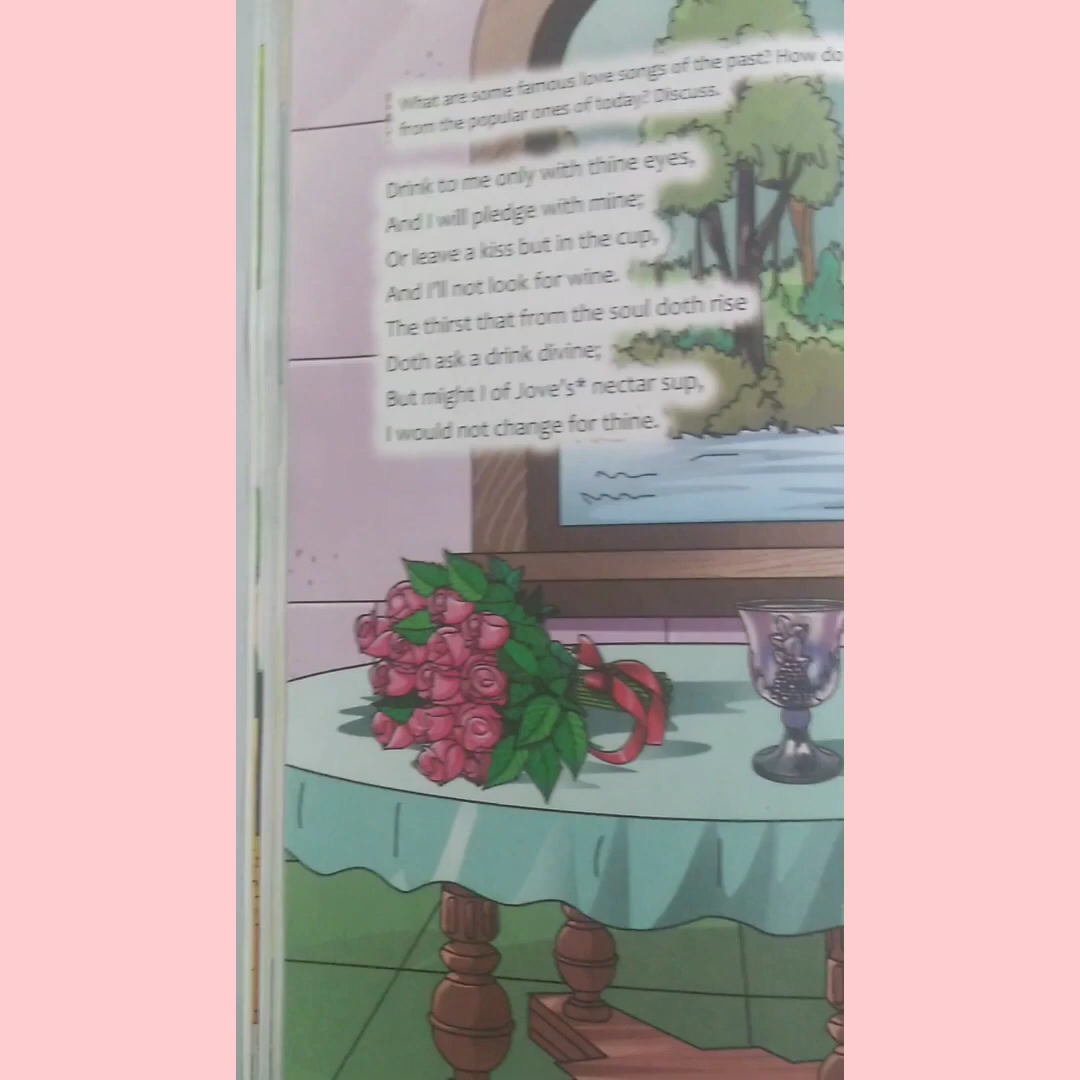 What are some famous love songs of the past? How do
from the popular ones of today? Discuss.
Drink to me only with thine eyes,
And I will pledge with mine;
Or leave a kiss but in the cup,
And I'll not look for wine.
The thirst that from the soul doth rise
Doth ask a drink divine;
But might I of Jove's* nectar sup,
I would not change for thine.